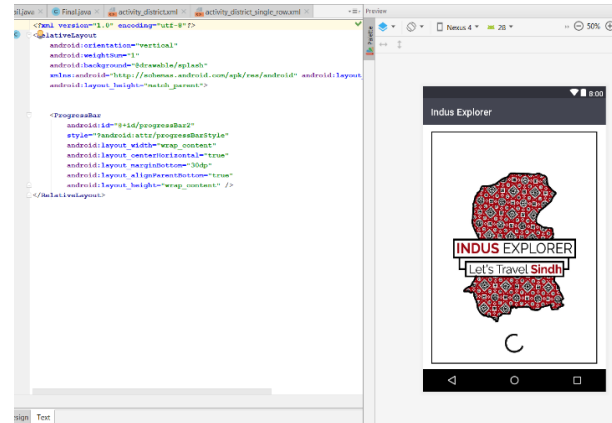 ail.java × Final.java × activity_district.xml × activity_district_single_row.xml × Preview
<?xml version="1.0" encoding="utf-8"?>
<RelativeLayout
android:orientation="vertical"
android:weightSum="1"
android:background="@drawable/splash"
xmlns:android="http://schemas.android.com/apk/res/android" android:layout
android:layout_height="match_parent">
<ProgressBar
android:id="@+id/progressBar2"
style="?android:attr/progressBarStyle"
android:layout_width="wrap_content"
android:layout_centerHorizontal="true"
android:layout_marginBottom="30dp"
android:layout_alignParentBottom="true"
android:layout_height="wrap_content" />
</RelativeLayout>
esign Text
Palette
Nexus 4 28 50%
8:00
Indus Explorer
INDUS EXPLORER
Let's Travel Sindh